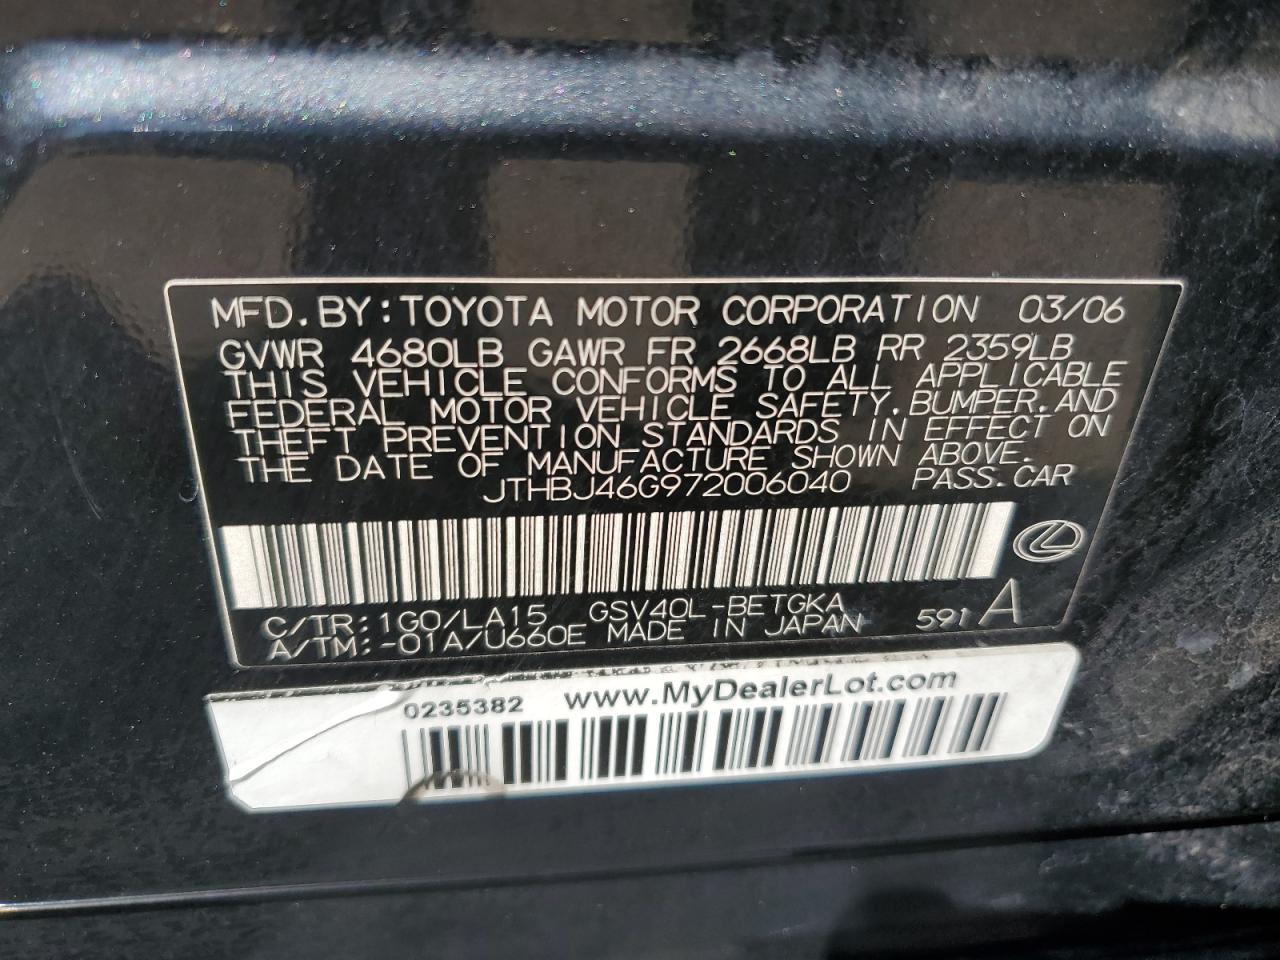 MFD. BY: TOYOTA MOTOR CORPORATION 03/06
GVWR 4680LB GAWR FR 2668LB RR 2359LB
THIS VEHICLE CONFORMS TO ALL APPLICABLE
FEDERAL MOTOR VEHICLE SAFETY, BUMPER, AND
THEFT PREVENTION STANDARDS IN EFFECT ON
THE DATE OF MANUFACTURE SHOWN ABOVE.
JTHBJ46G972006040 PASS. CAR
C/TR: 1G0/LA15 GSV40L-BETGKA
A/TM: -01A/U660E MADE IN JAPAN 591 A
0235382 www.MyDealerLot.com